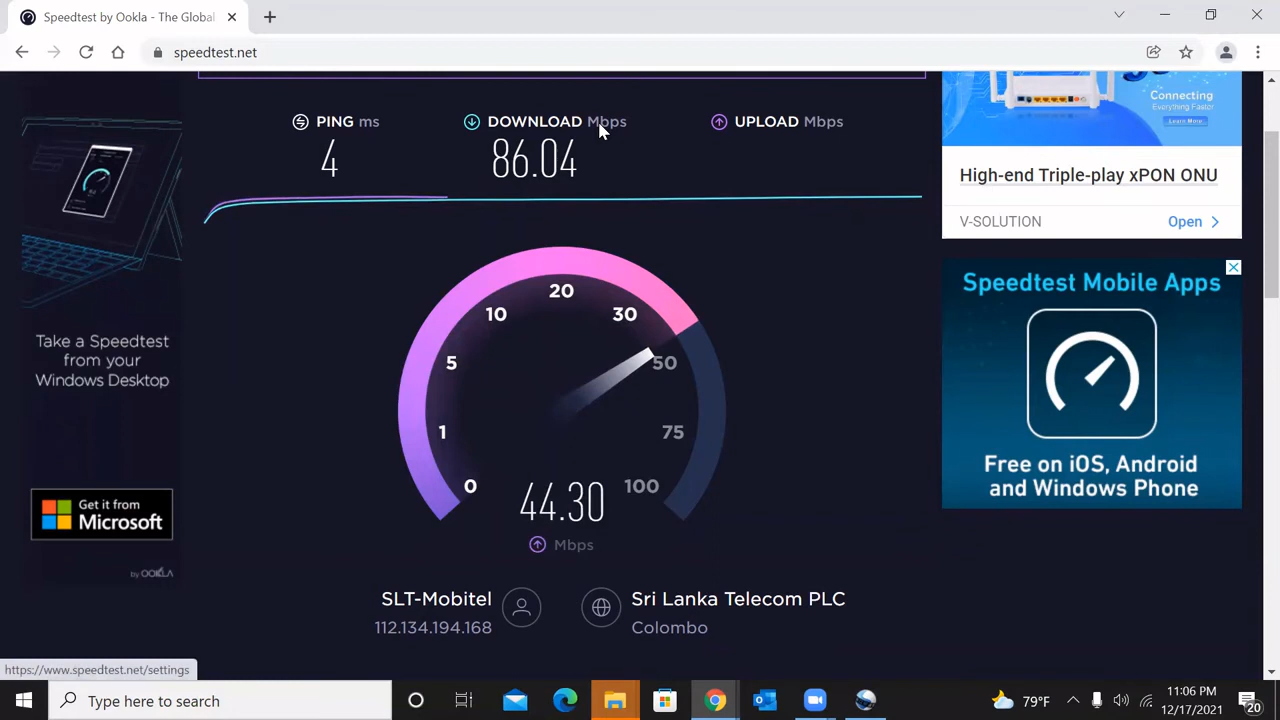 Speedtest by Ookla - The Global
speedtest.net
PING ms
DOWNLOAD Mbps
UPLOAD Mbps
4
86.04
Connecting
Everything Faster
Learn More
High-end Triple-play xPON ONU
V-SOLUTION
Open
Speedtest Mobile Apps
Free on iOS, Android
and Windows Phone
Take a Speedtest
from your
Windows Desktop
Get it from
Microsoft
by OOKLA
0
1
5
10
20
30
50
75
100
44.30
Mbps
SLT-Mobitel
112.134.194.168
Sri Lanka Telecom PLC
Colombo
https://www.speedtest.net/settings
Type here to search
79°F
11:06 PM
12/17/2021
20